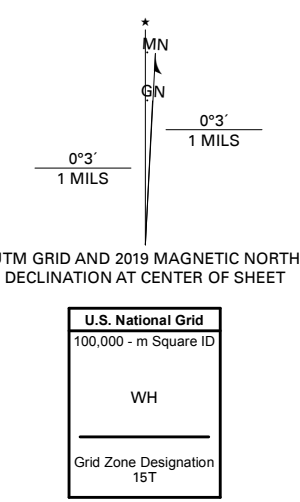 ★
MN
GN
0°3´
1 MILS
0°3´
1 MILS
UTM GRID AND 2019 MAGNETIC NORTH
DECLINATION AT CENTER OF SHEET
U.S. National Grid
100,000 - m Square ID
WH
Grid Zone Designation
15T